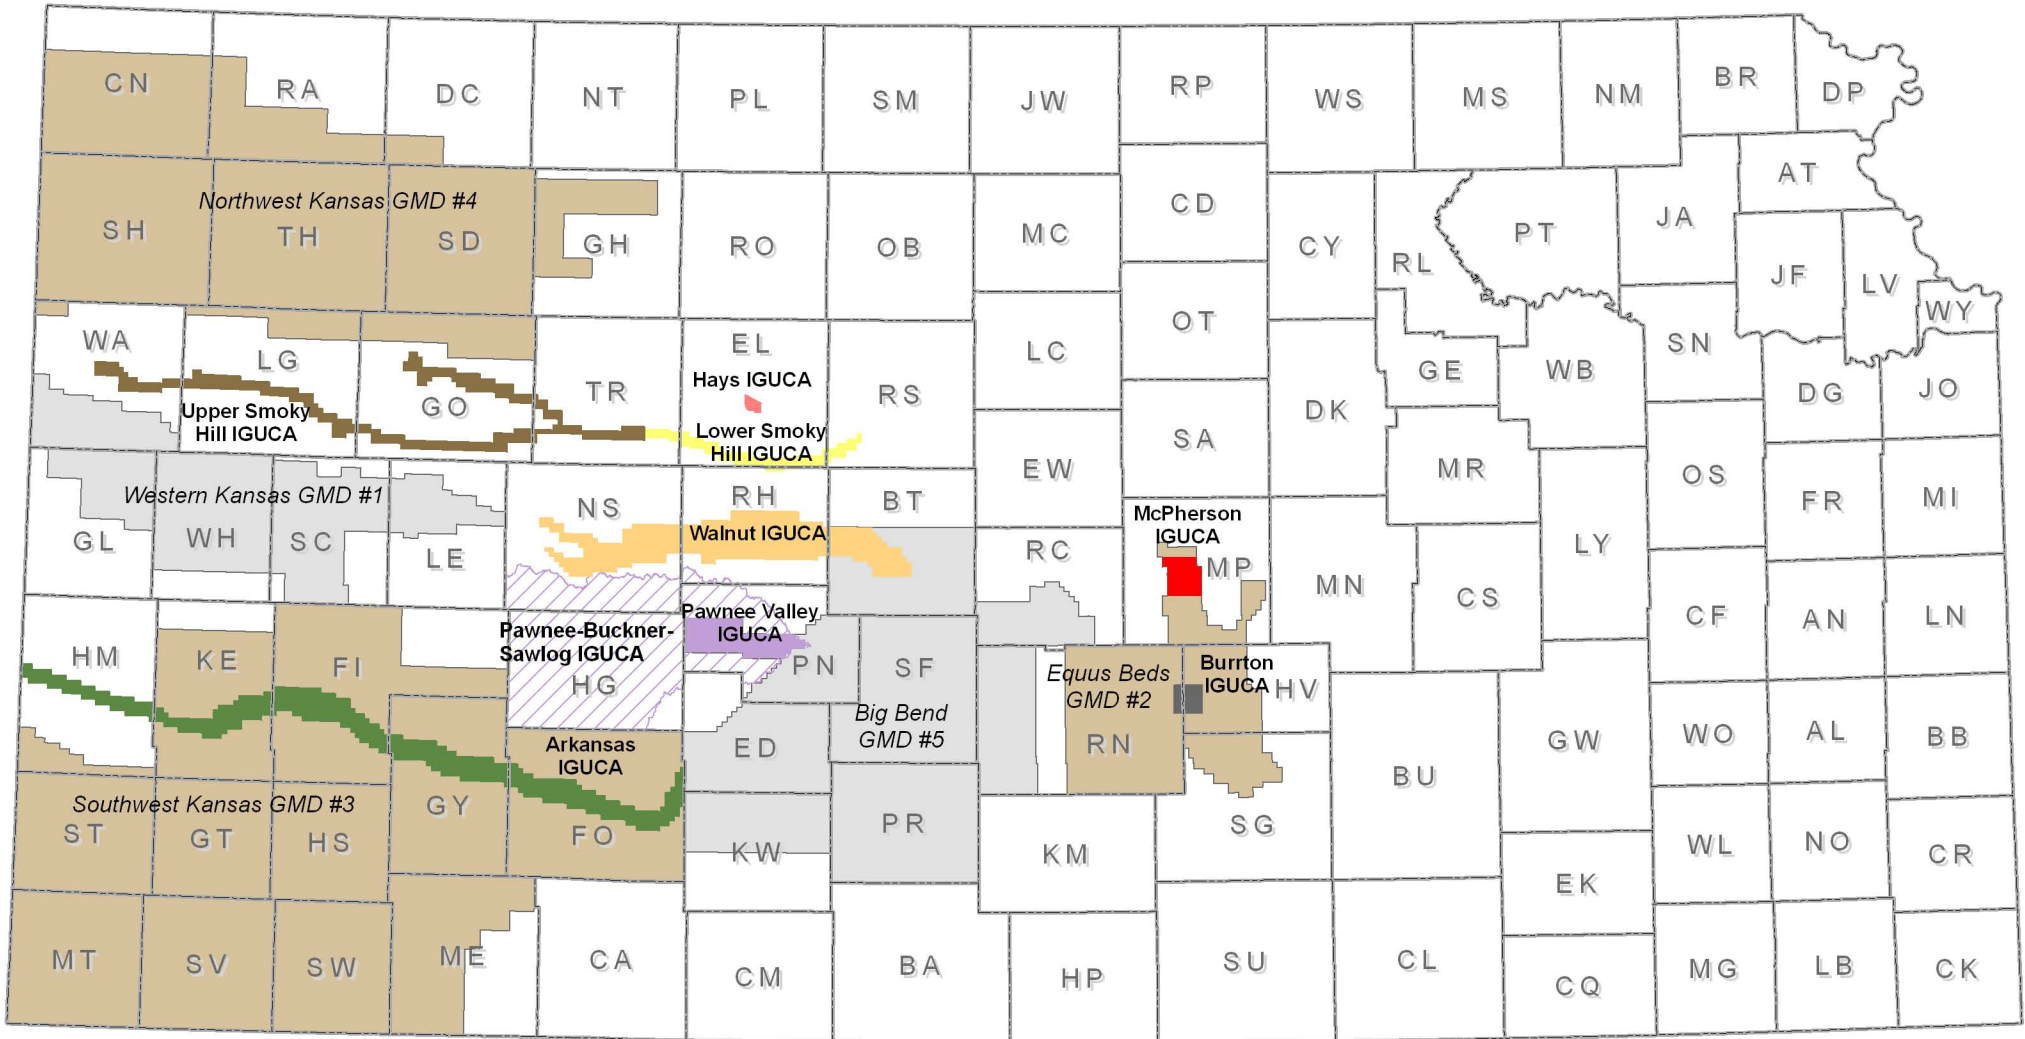 CN
RA
DC
NT
PL
SM
JW
RP
WS
MS
NM
BR
DP
AT
Northwest Kansas GMD #4
SH
TH
SD
GH
RO
OB
MC
CD
CY
RL
PT
JA
JF
LV
WY
WA
LG
GO
TR
EL
Hays IGUCA
RS
LC
OT
GE
WB
SN
DG
JO
Upper Smoky
Hill IGUCA
Lower Smoky
Hill IGUCA
EW
SA
DK
MR
OS
FR
MI
Western Kansas GMD #1
GL
WH
SC
LE
NS
RH
Walnut IGUCA
BT
RC
McPherson
IGUCA
MP
MN
CS
LY
CF
AN
LN
HM
KE
FI
Pawnee-Buckner-
Sawlog IGUCA
HG
Pawnee Valley
IGUCA
PN
SF
Big Bend
GMD #5
Equus Beds
GMD #2
RN
Burrton
IGUCA
HV
BU
GW
WO
AL
BB
Arkansas
IGUCA
ED
Southwest Kansas GMD #3
ST
GT
HS
GY
FO
KW
PR
KM
SG
EK
WL
NO
CR
MT
SV
SW
ME
CA
CM
BA
HP
SU
CL
CQ
MG
LB
CK